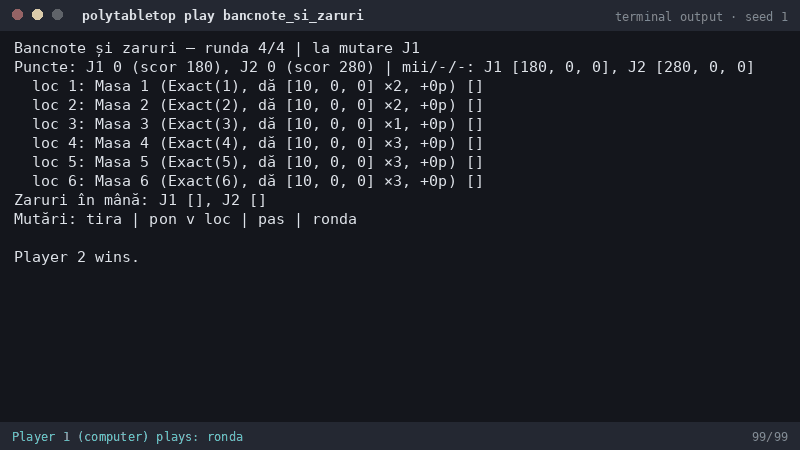 polytabletop play bancnote_si_zaruri
terminal output · seed 1
Bancnote și zaruri — runda 4/4 | la mutare J1
Puncte: J1 0 (scor 180), J2 0 (scor 280) | mii/-/-: J1 [180, 0, 0], J2 [280, 0, 0]
loc 1: Masa 1 (Exact(1), dă [10, 0, 0] ×2, +0p) []
loc 2: Masa 2 (Exact(2), dă [10, 0, 0] ×2, +0p) []
loc 3: Masa 3 (Exact(3), dă [10, 0, 0] ×1, +0p) []
loc 4: Masa 4 (Exact(4), dă [10, 0, 0] ×3, +0p) []
loc 5: Masa 5 (Exact(5), dă [10, 0, 0] ×3, +0p) []
loc 6: Masa 6 (Exact(6), dă [10, 0, 0] ×3, +0p) []
Zaruri în mână: J1 [], J2 []
Mutări: tira | pon v loc | pas | ronda
Player 2 wins.
Player 1 (computer) plays: ronda
99/99